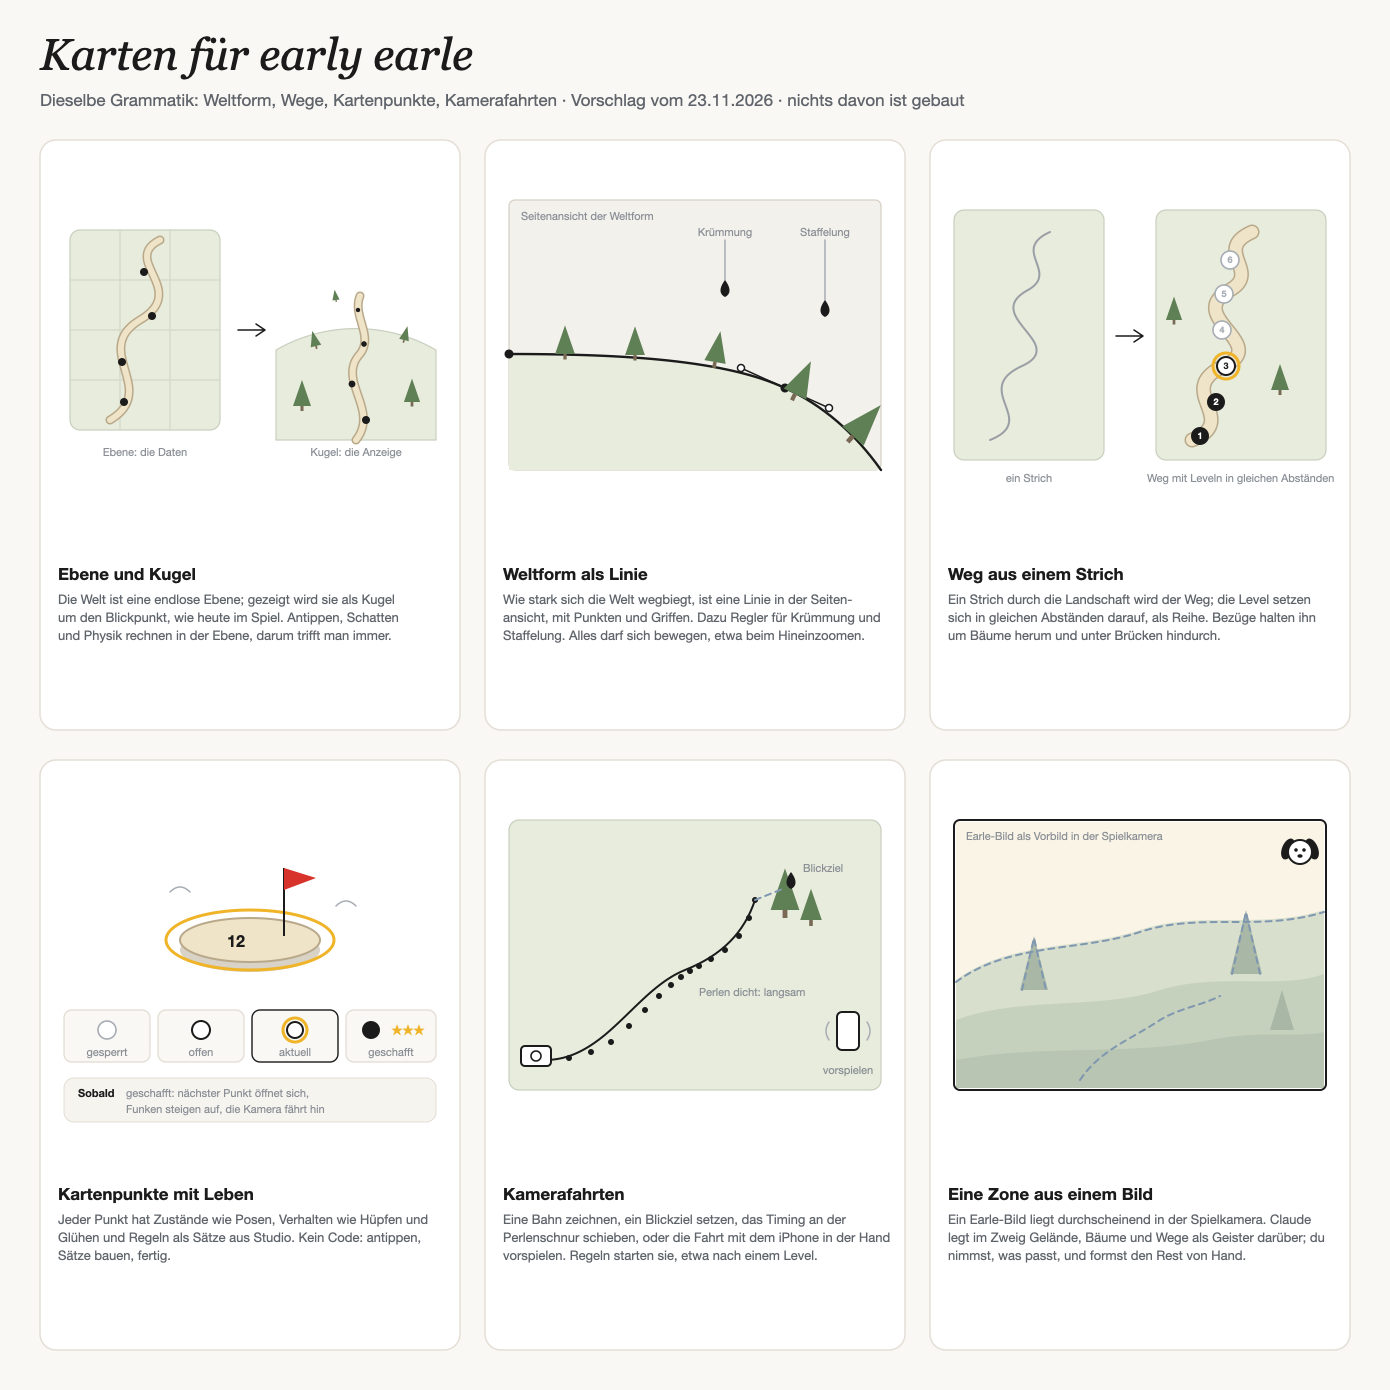 Karten für early earle
Dieselbe Grammatik: Weltform, Wege, Kartenpunkte, Kamerafahrten · Vorschlag vom 23.11.2026 · nichts davon ist gebaut
Ebene: die Daten
Kugel: die Anzeige
Ebene und Kugel
Die Welt ist eine endlose Ebene; gezeigt wird sie als Kugel
um den Blickpunkt, wie heute im Spiel. Antippen, Schatten
und Physik rechnen in der Ebene, darum trifft man immer.
Seitenansicht der Weltform
Krümmung
Staffelung
Weltform als Linie
Wie stark sich die Welt wegbiegt, ist eine Linie in der Seiten-
ansicht, mit Punkten und Griffen. Dazu Regler für Krümmung und
Staffelung. Alles darf sich bewegen, etwa beim Hineinzoomen.
6
5
4
3
2
1
ein Strich
Weg mit Leveln in gleichen Abständen
Weg aus einem Strich
Ein Strich durch die Landschaft wird der Weg; die Level setzen
sich in gleichen Abständen darauf, als Reihe. Bezüge halten ihn
um Bäume herum und unter Brücken hindurch.
12
gesperrt
offen
aktuell
geschafft
Sobald geschafft: nächster Punkt öffnet sich,
Funken steigen auf, die Kamera fährt hin
Kartenpunkte mit Leben
Jeder Punkt hat Zustände wie Posen, Verhalten wie Hüpfen und
Glühen und Regeln als Sätze aus Studio. Kein Code: antippen,
Sätze bauen, fertig.
Blickziel
Perlen dicht: langsam
vorspielen
Kamerafahrten
Eine Bahn zeichnen, ein Blickziel setzen, das Timing an der
Perlenschnur schieben, oder die Fahrt mit dem iPhone in der Hand
vorspielen. Regeln starten sie, etwa nach einem Level.
Earle-Bild als Vorbild in der Spielkamera
Eine Zone aus einem Bild
Ein Earle-Bild liegt durchscheinend in der Spielkamera. Claude
legt im Zweig Gelände, Bäume und Wege als Geister darüber; du
nimmst, was passt, und formst den Rest von Hand.